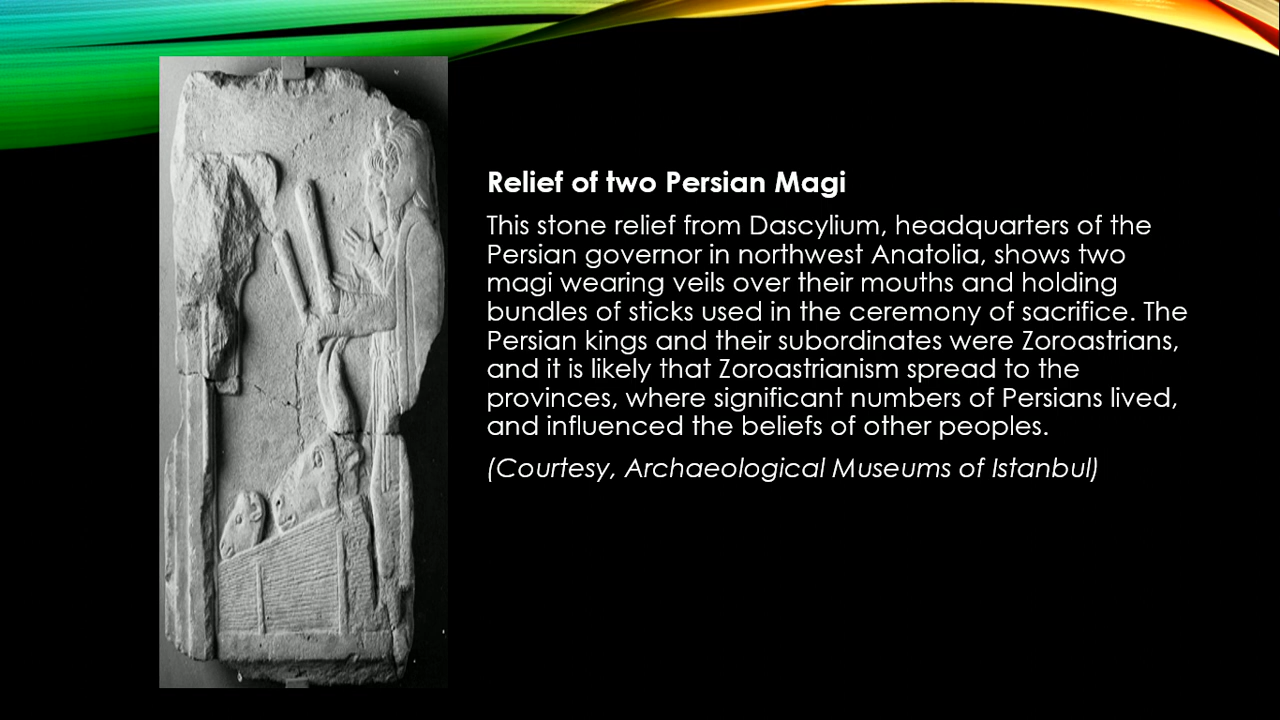 Relief of two Persian Magi
This stone relief from Dascylium, headquarters of the
Persian governor in northwest Anatolia, shows two
magi wearing veils over their mouths and holding
bundles of sticks used in the ceremony of sacrifice. The
Persian kings and their subordinates were Zoroastrians,
and it is likely that Zoroastrianism spread to the
provinces, where significant numbers of Persians lived,
and influenced the beliefs of other peoples.
(Courtesy, Archaeological Museums of Istanbul)